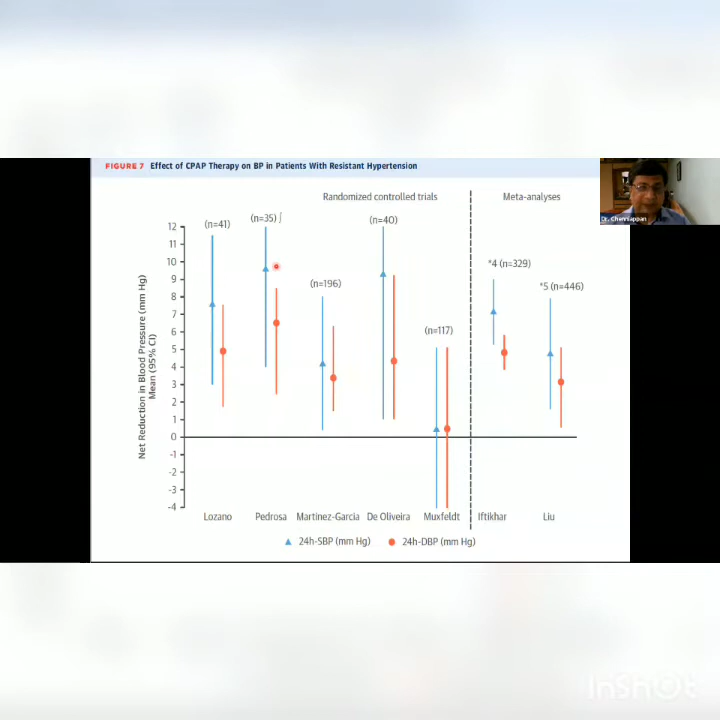 FIGURE 7 Effect of CPAP Therapy on BP in Patients With Resistant Hypertension
Dr. Chenniappan
Randomized controlled trials
Meta-analyses
Net Reduction in Blood Pressure (mm Hg)
Mean (95% CI)
12
11
10
9
8
7
6
5
4
3
2
1
0
-1
-2
-3
-4
(n=41)
(n=35) ∫
(n=196)
(n=40)
(n=117)
*4 (n=329)
*5 (n=446)
Lozano
Pedrosa
Martinez-Garcia
De Oliveira
Muxfeldt
Iftikhar
Liu
24h-SBP (mm Hg)
24h-DBP (mm Hg)
InShOt